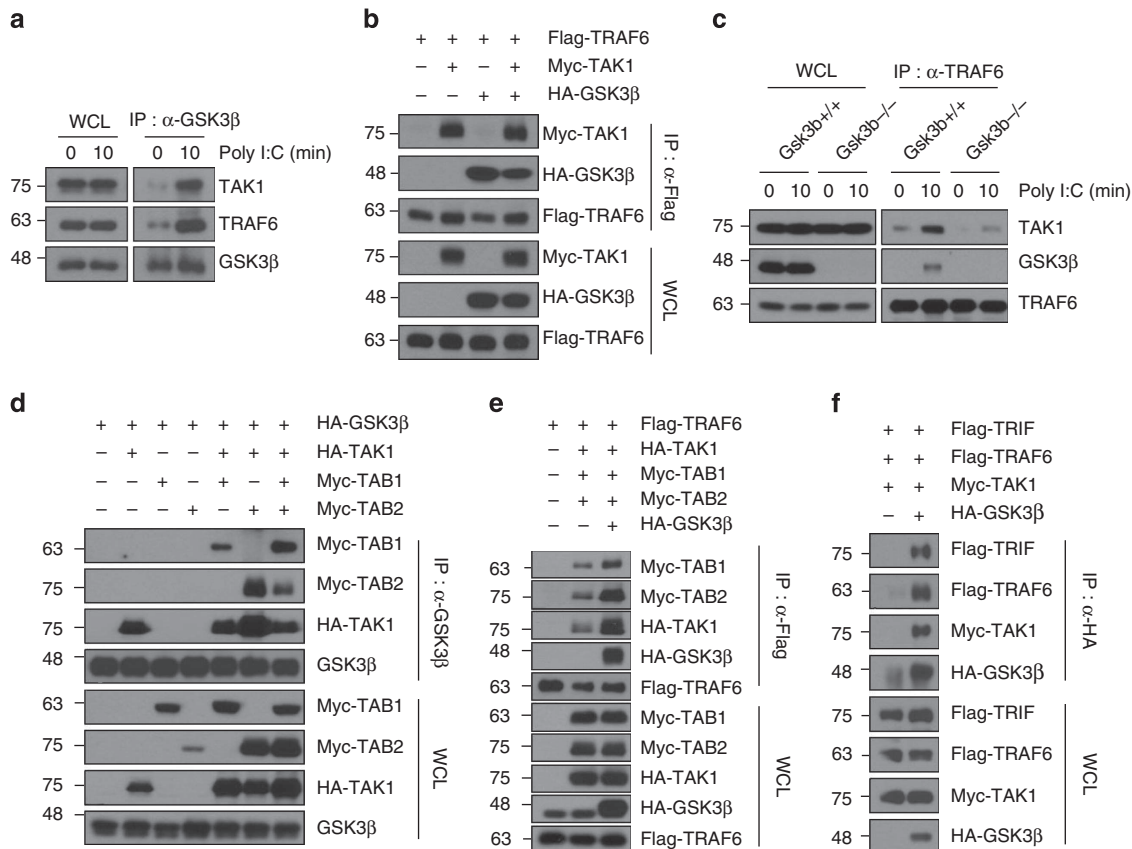 a
WCL IP : α-GSK3β
0 10 0 10 Poly I:C (min)
75 TAK1
63 TRAF6
48 GSK3β
b
+ + + + Flag-TRAF6
– + – + Myc-TAK1
– – + + HA-GSK3β
75 Myc-TAK1
48 HA-GSK3β
63 Flag-TRAF6
IP : α-Flag
75 Myc-TAK1
48 HA-GSK3β
63 Flag-TRAF6
WCL
c
WCL IP : α-TRAF6
Gsk3b+/+ Gsk3b–/– Gsk3b+/+ Gsk3b–/–
0 10 0 10 0 10 0 10 Poly I:C (min)
75 TAK1
48 GSK3β
63 TRAF6
d
+ + + + + + + HA-GSK3β
– + – – + + + HA-TAK1
– – + – + – + Myc-TAB1
– – – + – + + Myc-TAB2
63 Myc-TAB1
75 Myc-TAB2
75 HA-TAK1
48 GSK3β
IP : α-GSK3β
63 Myc-TAB1
75 Myc-TAB2
75 HA-TAK1
48 GSK3β
WCL
e
+ + + Flag-TRAF6
– + + HA-TAK1
– + + Myc-TAB1
– + + Myc-TAB2
– – + HA-GSK3β
63 Myc-TAB1
75 Myc-TAB2
75 HA-TAK1
48 HA-GSK3β
63 Flag-TRAF6
IP : α-Flag
63 Myc-TAB1
75 Myc-TAB2
75 HA-TAK1
48 HA-GSK3β
63 Flag-TRAF6
WCL
f
+ + Flag-TRIF
+ + Flag-TRAF6
+ + Myc-TAK1
– + HA-GSK3β
75 Flag-TRIF
63 Flag-TRAF6
75 Myc-TAK1
48 HA-GSK3β
IP : α-HA
75 Flag-TRIF
63 Flag-TRAF6
75 Myc-TAK1
48 HA-GSK3β
WCL